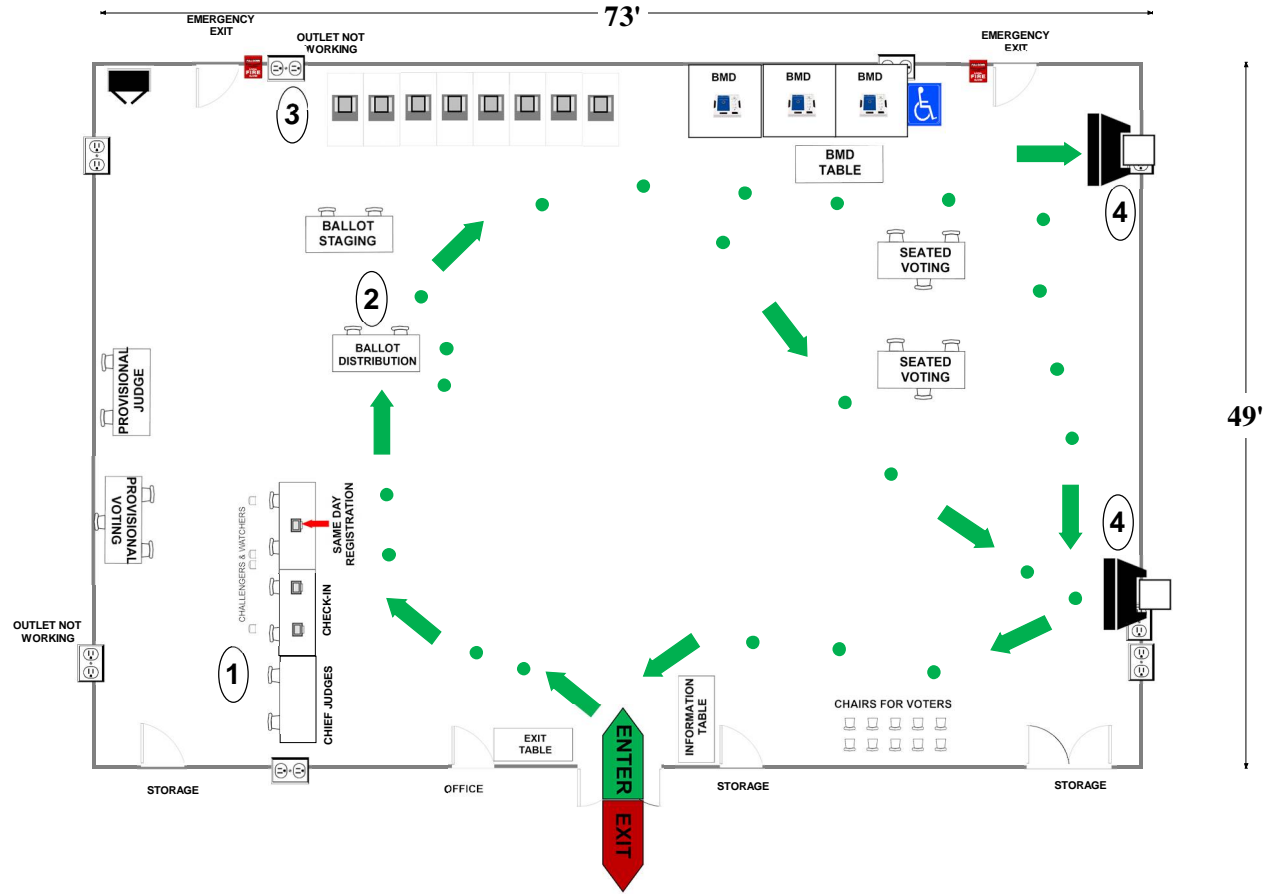 73'
EMERGENCY
EXIT
OUTLET NOT
WORKING
EMERGENCY
EXIT
FIRE
FIRE
BMD
BMD
BMD
3
BMD
TABLE
4
BALLOT
STAGING
SEATED
VOTING
2
BALLOT
DISTRIBUTION
SEATED
VOTING
PROVISIONAL
JUDGE
49'
PROVISIONAL
VOTING
CHALLENGERS & WATCHERS
SAME DAY
REGISTRATION
4
CHECK-IN
OUTLET NOT
WORKING
1
CHIEF JUDGES
INFORMATION
TABLE
CHAIRS FOR VOTERS
EXIT
TABLE
ENTER
EXIT
STORAGE
OFFICE
STORAGE
STORAGE